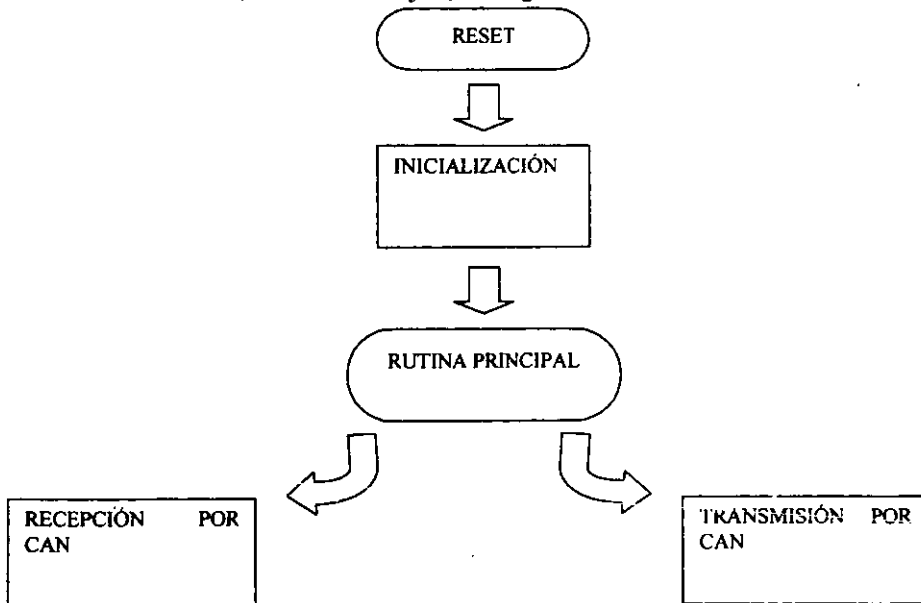 RESET
INICIALIZACIÓN
RUTINA PRINCIPAL
RECEPCIÓN POR
CAN
TRANSMISIÓN POR
CAN